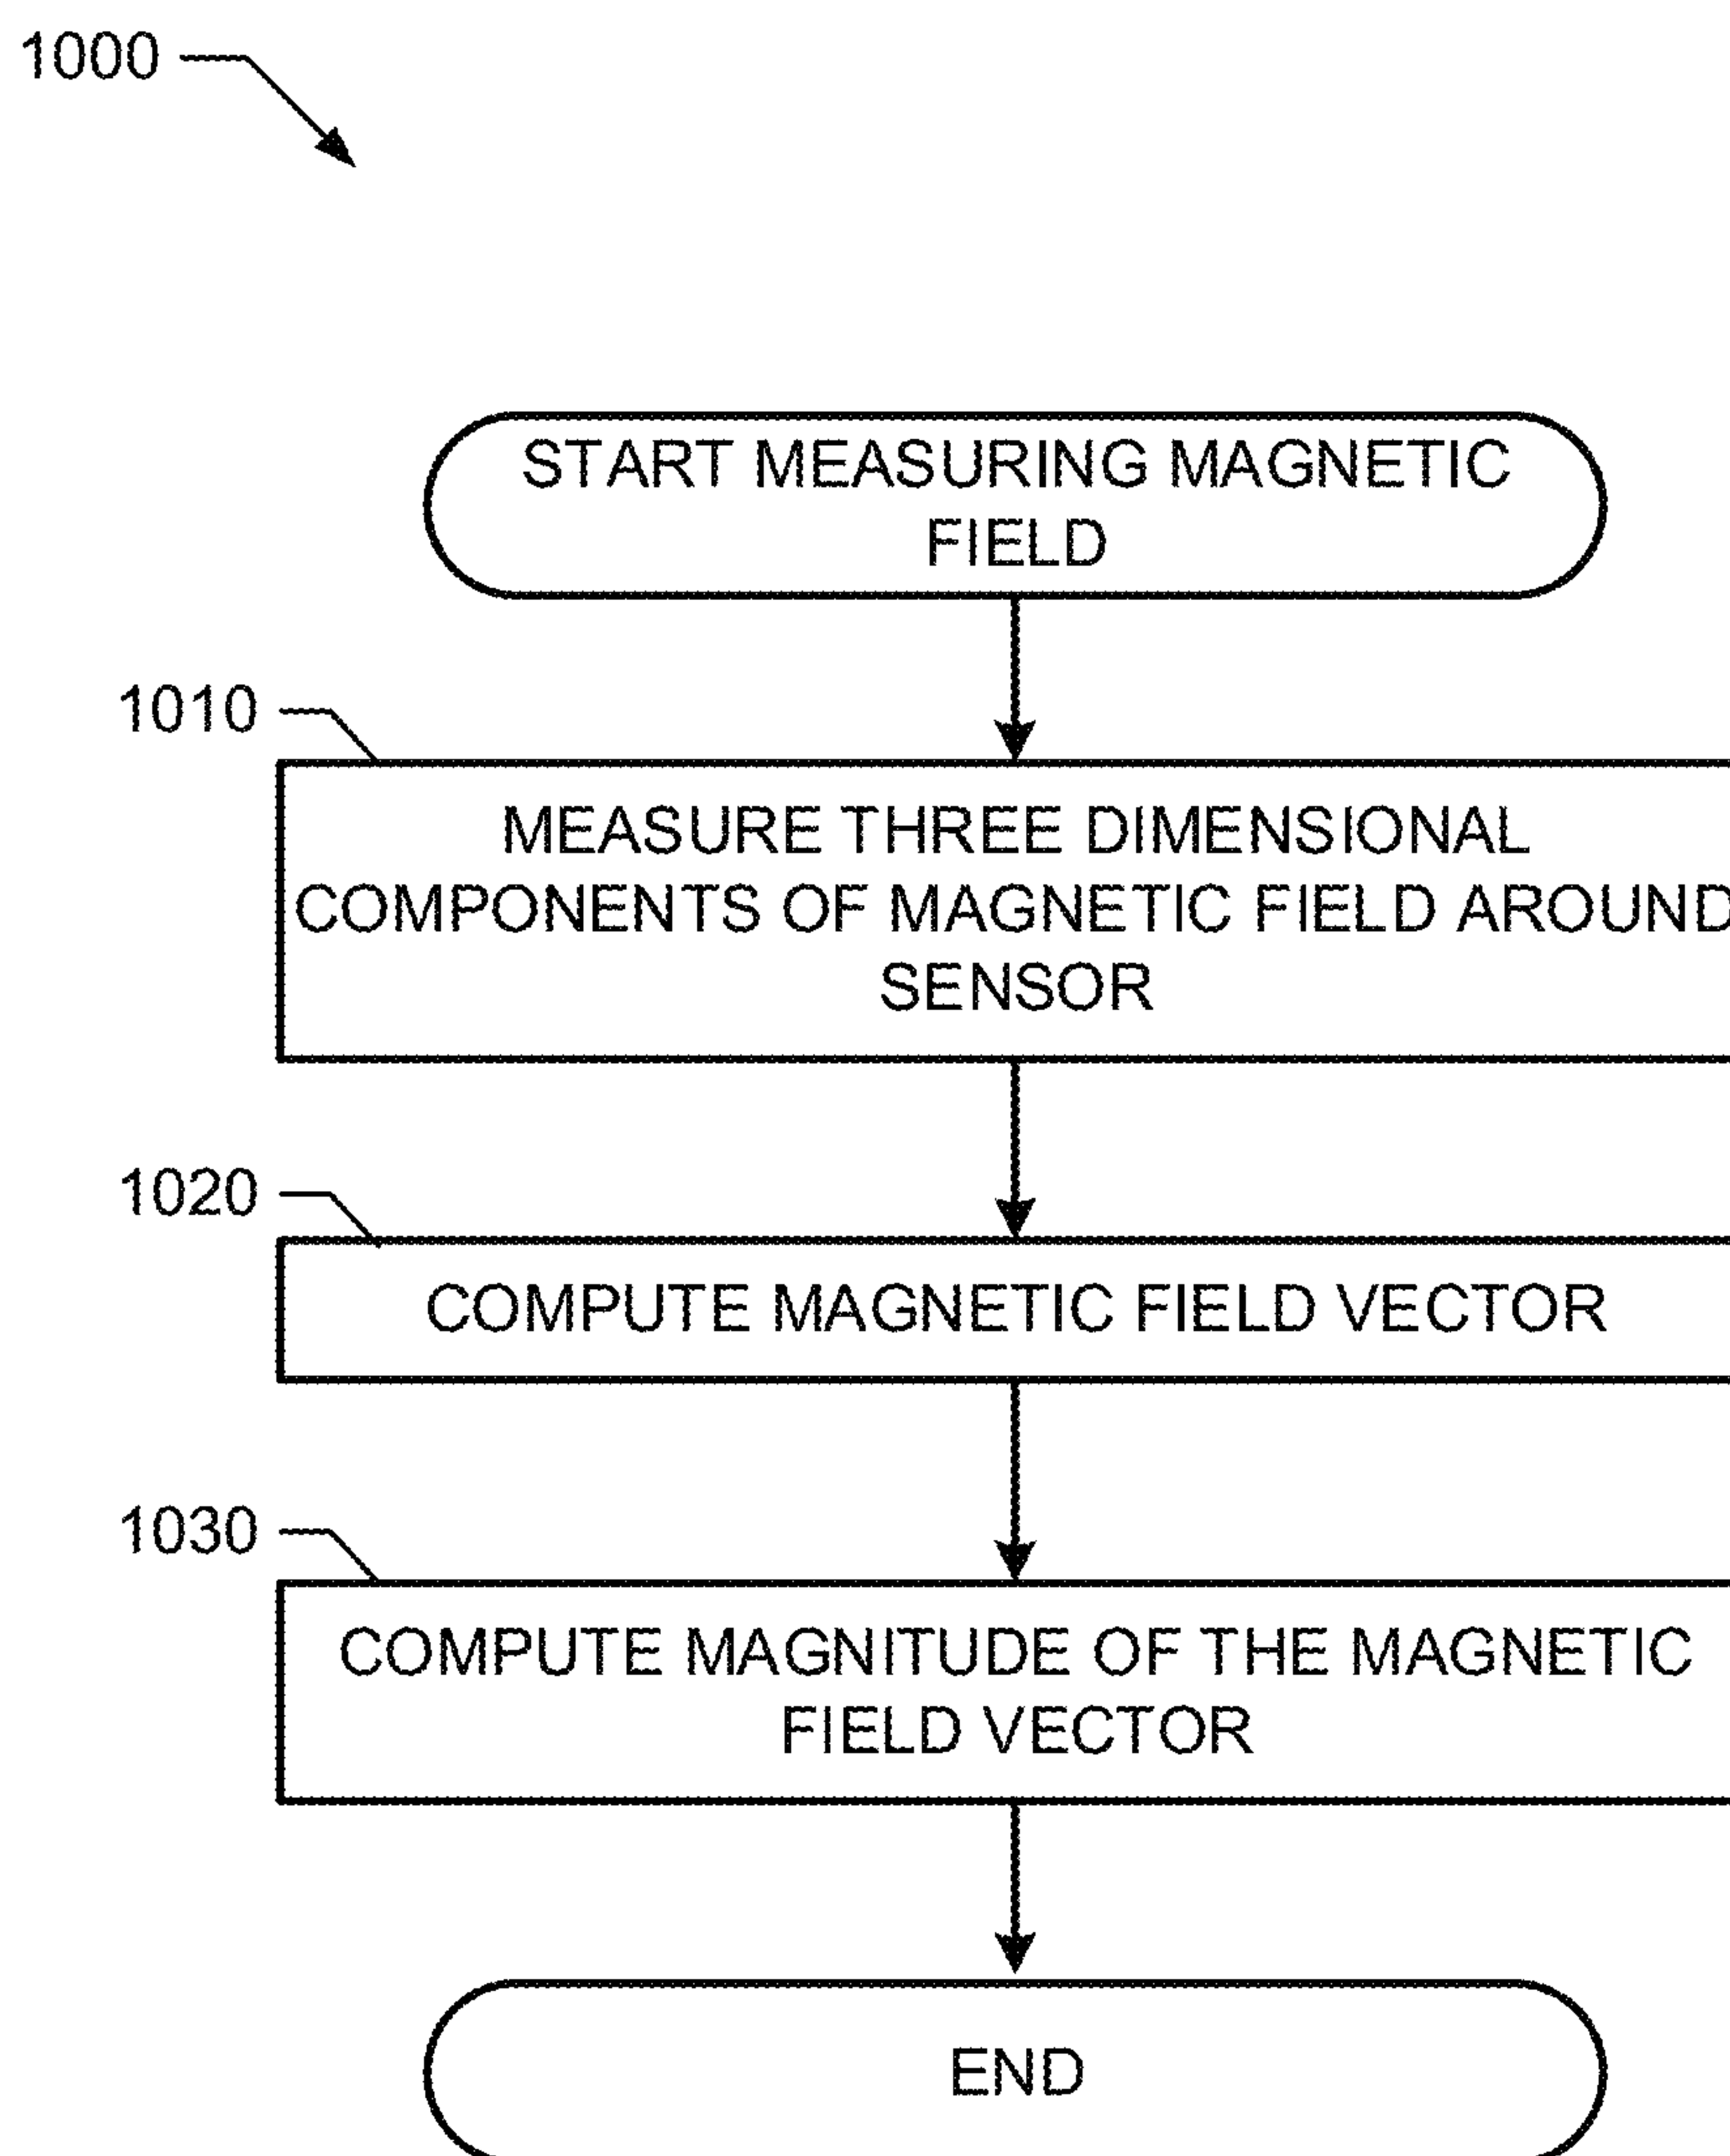 1000
START MEASURING MAGNETIC
FIELD
1010
MEASURE THREE DIMENSIONAL
COMPONENTS OF MAGNETIC FIELD AROUND
SENSOR
1020
COMPUTE MAGNETIC FIELD VECTOR
1030
COMPUTE MAGNITUDE OF THE MAGNETIC
FIELD VECTOR
END